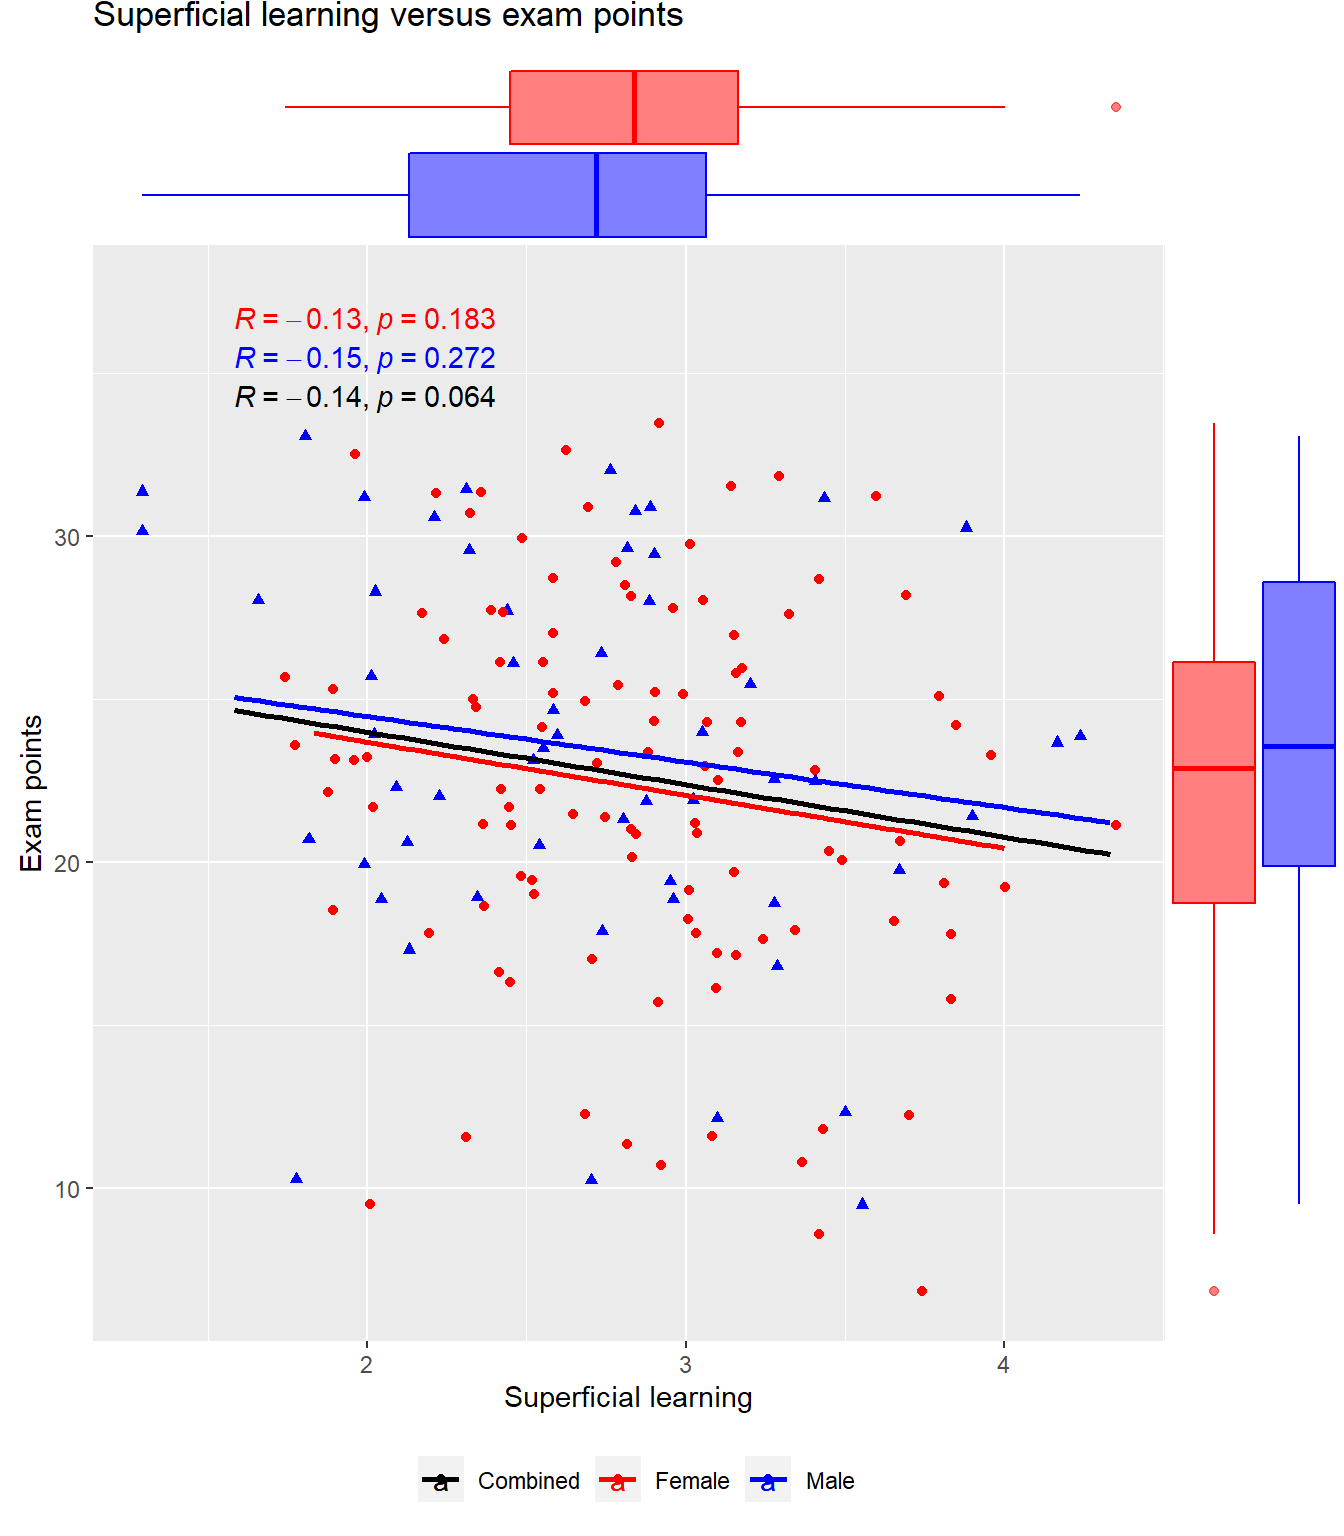 Superficial learning versus exam points
R = −0.13, p = 0.183
R = −0.15, p = 0.272
R = −0.14, p = 0.064
30
20
10
Exam points
2 3 4
Superficial learning
a Combined a Female a Male